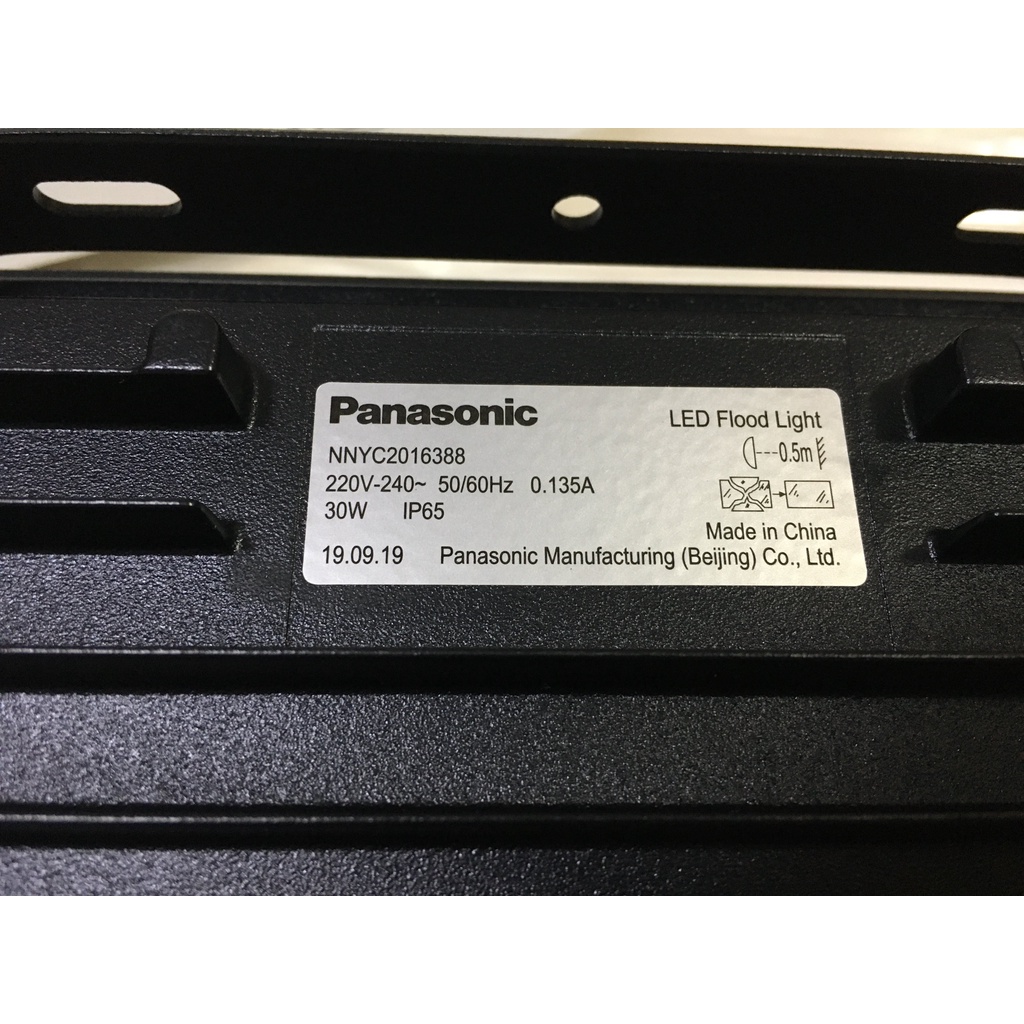 Panasonic LED Flood Light
NNYC2016388 0.5m
220V-240~ 50/60Hz 0.135A
30W IP65
Made in China
19.09.19 Panasonic Manufacturing (Beijing) Co., Ltd.